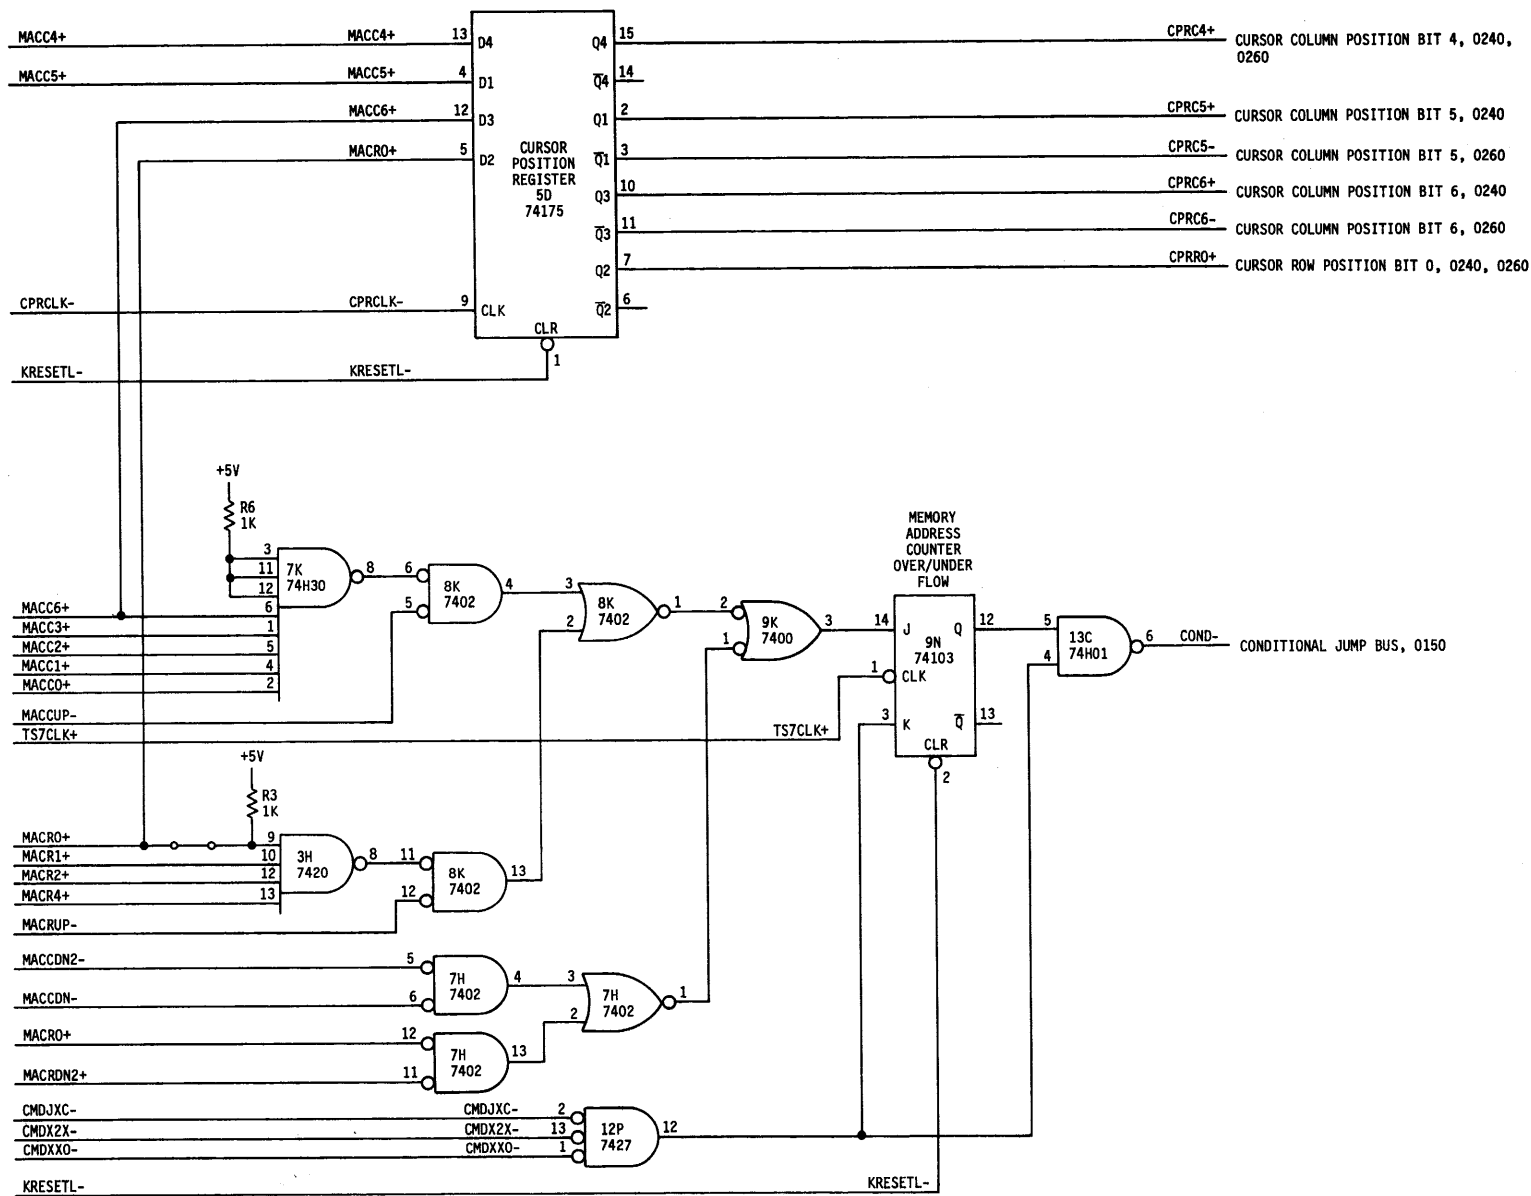 MACC4+ MACC4+ 13 D4 Q4 15 CPRC4+ CURSOR COLUMN POSITION BIT 4, 0240,
0260
MACC5+ MACC5+ 4 D1 Q4 14
MACC6+ 12 D3 Q1 2 CPRC5+ CURSOR COLUMN POSITION BIT 5, 0240
MACR0+ 5 D2 Q1 3 CPRC5- CURSOR COLUMN POSITION BIT 5, 0260
CURSOR
POSITION
REGISTER
5D
74175
Q3 10 CPRC6+ CURSOR COLUMN POSITION BIT 6, 0240
Q3 11 CPRC6- CURSOR COLUMN POSITION BIT 6, 0260
Q2 7 CPRR0+ CURSOR ROW POSITION BIT 0, 0240, 0260
CPRCLK- CPRCLK- 9 CLK Q2 6
CLR
1
KRESETL- KRESETL-
+5V
R6
1K
MEMORY
ADDRESS
COUNTER
OVER/UNDER
FLOW
3
11
12
7K
74H30
8 6
5
8K
7402
4 3
2
8K
7402
1 2
1
9K
7400
3 14 J Q 12 5
4
13C
74H01
6 COND- CONDITIONAL JUMP BUS, 0150
9N
74103
1 CLK
3 K Q 13
CLR
2
MACC6+ 6
MACC3+ 1
MACC2+ 5
MACC1+ 4
MACC0+ 2
MACCUP-
TS7CLK+ TS7CLK+
+5V
R3
1K
MACR0+ 9
MACR1+ 10
MACR2+ 12
MACR4+ 13
3H
7420
8 11
12
8K
7402
13
MACRUP-
MACCDN2- 5
MACCDN- 6
7H
7402
4 3
2
7H
7402
1
MACR0+ 12
MACRDN2+ 11
7H
7402
13
CMDJXC- CMDJXC- 2
CMDX2X- CMDX2X- 13
CMDXX0- CMDXX0- 1
12P
7427
12
KRESETL- KRESETL-